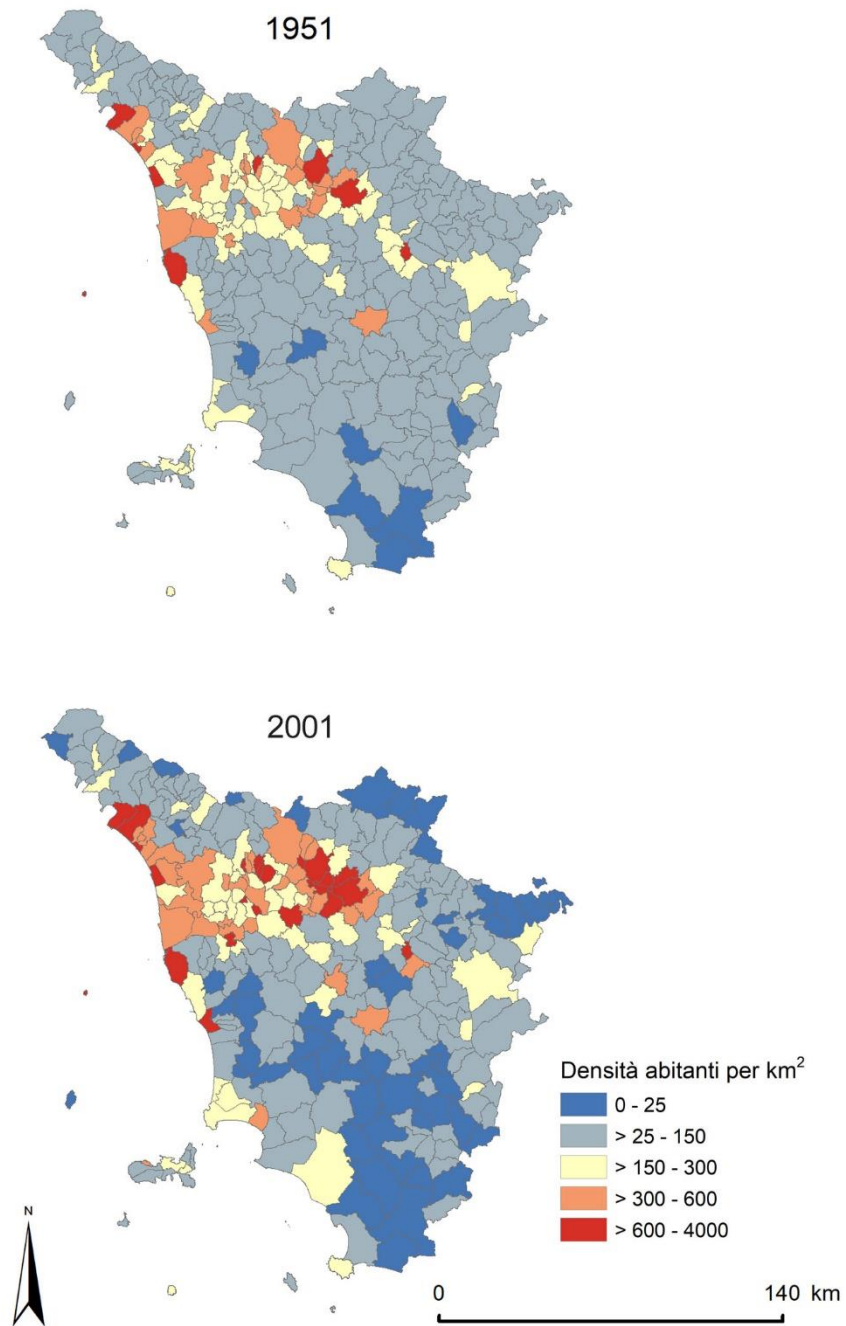 1951
2001
Densità abitanti per km²
0 - 25
> 25 - 150
> 150 - 300
> 300 - 600
> 600 - 4000
N
0 140 km